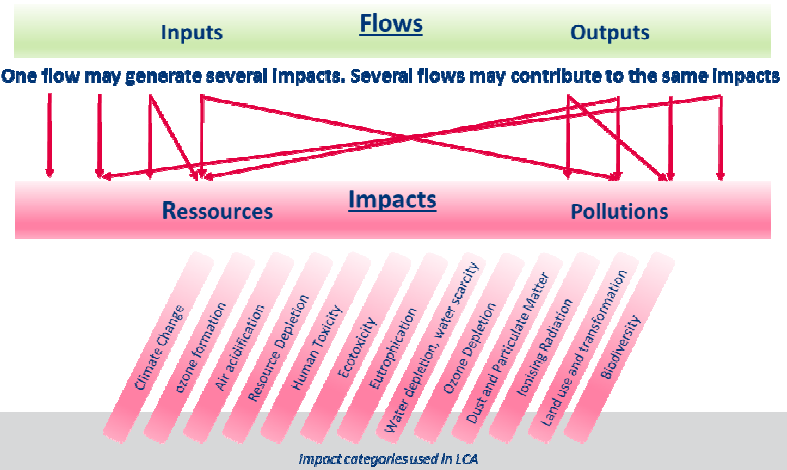 Inputs Flows Outputs
One flow may generate several impacts. Several flows may contribute to the same impacts
Ressources Impacts Pollutions
Climate Change
ozone formation
Air acidification
Resource Depletion
Human Toxicity
Ecotoxicity
Eutrophication
Water depletion, water scarcity
Ozone Depletion
Dust and Particulate Matter
Ionising Radiation
Land use and transformation
Biodiversity
Impact categories used in LCA